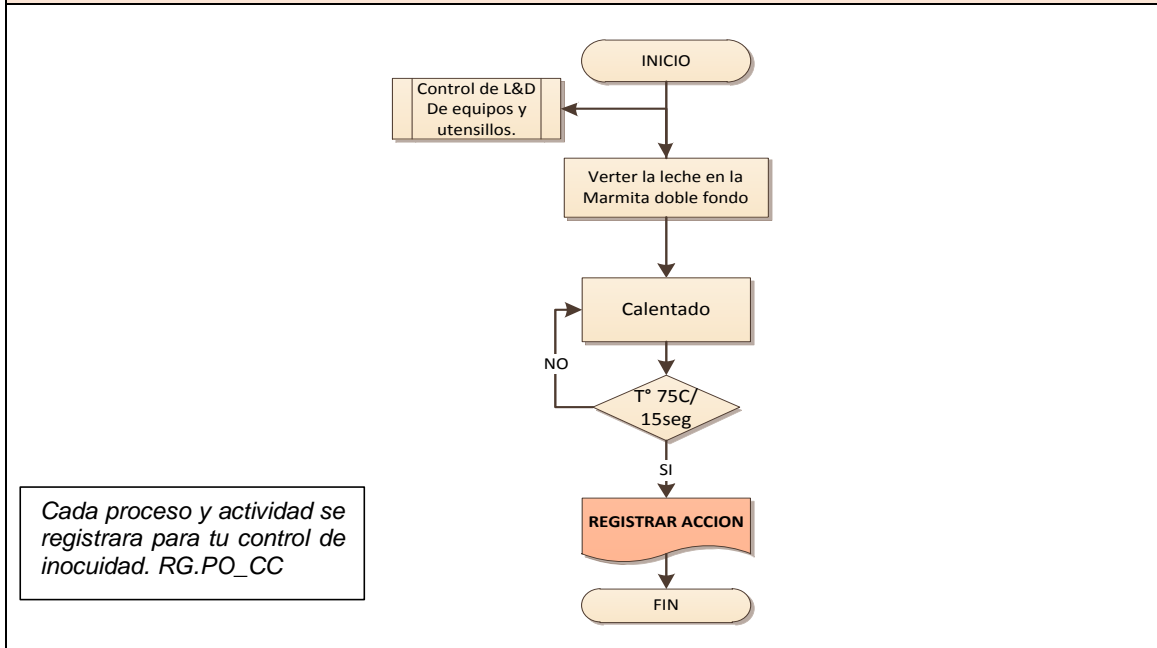 INICIO
Control de L&D
De equipos y
utensillos.
Verter la leche en la
Marmita doble fondo
Calentado
NO
T° 75C/
15seg
SI
REGISTRAR ACCION
FIN
Cada proceso y actividad se
registrara para tu control de
inocuidad. RG.PO_CC